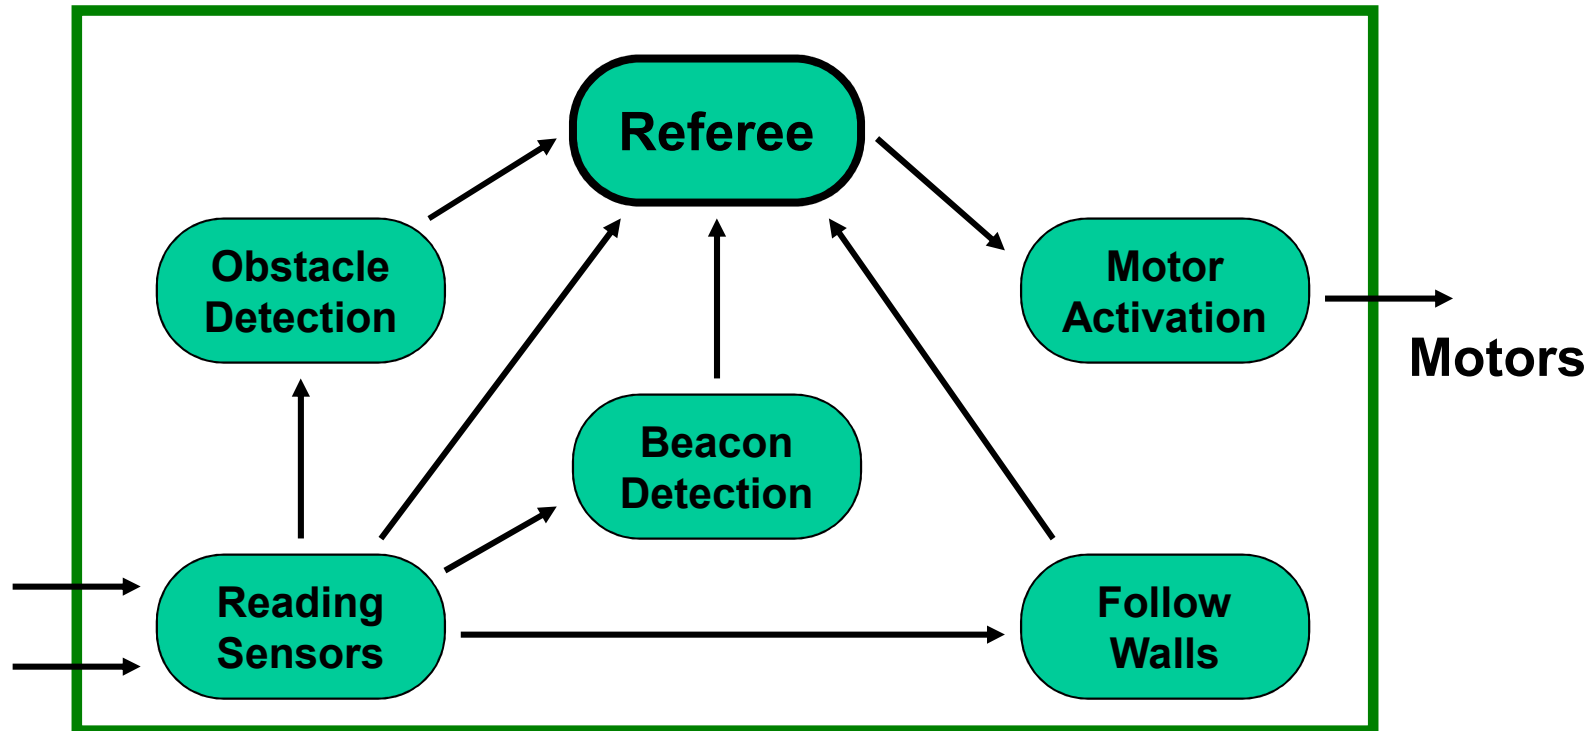 Referee
Obstacle
Detection
Motor
Activation
Motors
Beacon
Detection
Reading
Sensors
Follow
Walls